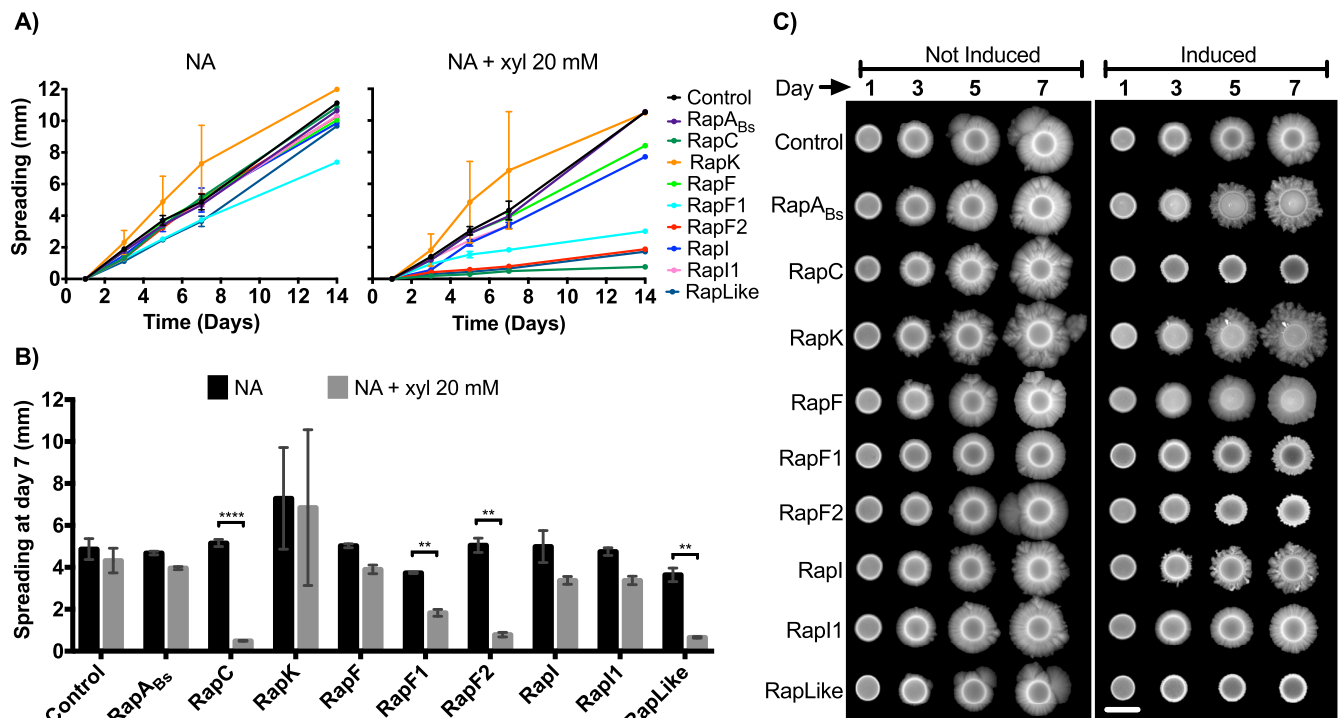 A)
NA
NA + xyl 20 mM
Spreading (mm)
12
10
8
6
4
2
0
0 2 4 6 8 10 12 14
Time (Days)
0 2 4 6 8 10 12 14
Time (Days)
Control
RapABs
RapC
RapK
RapF
RapF1
RapF2
RapI
RapI1
RapLike
B)
NA
NA + xyl 20 mM
Spreading at day 7 (mm)
12
10
8
6
4
2
0
****
**
**
**
Control
RapABs
RapC
RapK
RapF
RapF1
RapF2
RapI
RapI1
RapLike
C)
Not Induced
Induced
Day
1 3 5 7
1 3 5 7
Control
RapABs
RapC
RapK
RapF
RapF1
RapF2
RapI
RapI1
RapLike